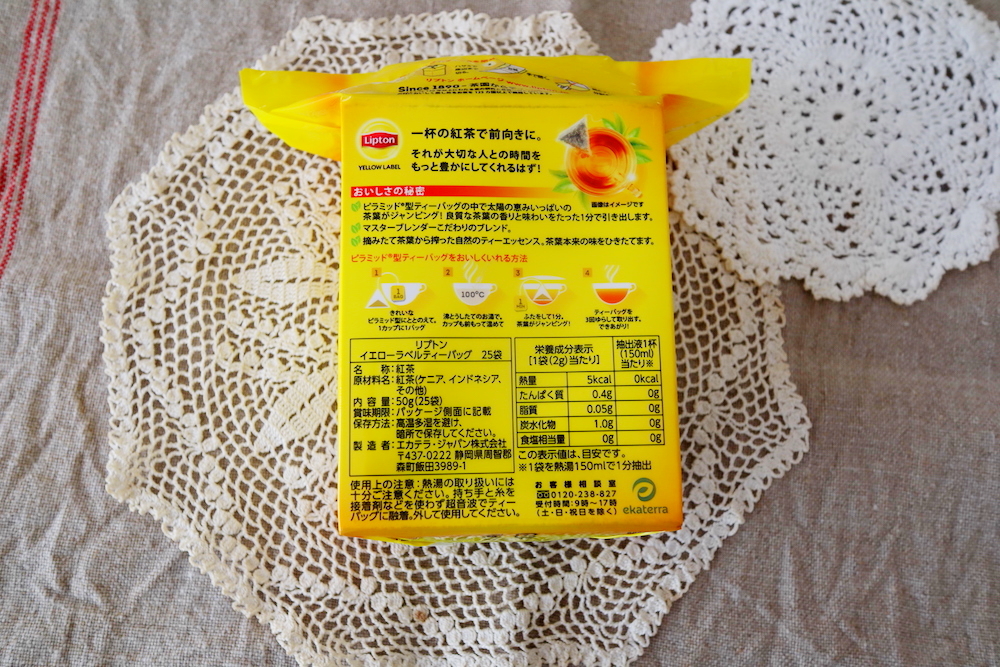 リプトン ホームページ
Since 1890 - 茶園から
Lipton
YELLOW LABEL
一杯の紅茶で前向きに。
それが大切な人との時間を
もっと豊かにしてくれるはず!
画像はイメージです
おいしさの秘密
ピラミッド®型ティーバッグの中で太陽の恵みいっぱいの
茶葉がジャンピング! 良質な茶葉の香りと味わいをたった1分で引き出します。
マスターブレンダーこだわりのブレンド。
摘みたて茶葉から搾った自然のティーエッセンス。茶葉本来の味をひきたてます。
ピラミッド®型ティーバッグをおいしくいれる方法
1
きれいな
ピラミッド型にととのえて。
1カップに1バッグ
2
100℃
沸とうしたてのお湯で。
カップも前もって温めて
3
ふたをして1分。
茶葉がジャンピング!
4
ティーバッグを
3回ゆらして取り出す。
できあがり!
リプトン
イエローラベルティーバッグ 25袋
名 称:紅茶
原材料名:紅茶(ケニア、インドネシア、
その他)
内 容 量:50g(25袋)
賞味期限:パッケージ側面に記載
保存方法:高温多湿を避け、
暗所で保存してください。
製 造 者:エカテラ・ジャパン株式会社
〒437-0222 静岡県周智郡
森町飯田3989-1
栄養成分表示 [1袋(2g)当たり] 抽出液1杯 (150ml) 当たり※
熱量 5kcal 0kcal
たんぱく質 0.4g 0g
脂質 0.05g 0g
炭水化物 1.0g 0g
食塩相当量 0g 0g
この表示値は、目安です。
※1袋を熱湯150mlで1分抽出
使用上の注意:熱湯の取り扱いには
十分ご注意ください。持ち手と糸を
接着剤などを使わず超音波でティー
バッグに融着。外して使用してください。
お客様相談室
0120-238-827
受付時間:9時〜17時
(土・日・祝日を除く)
ekaterra